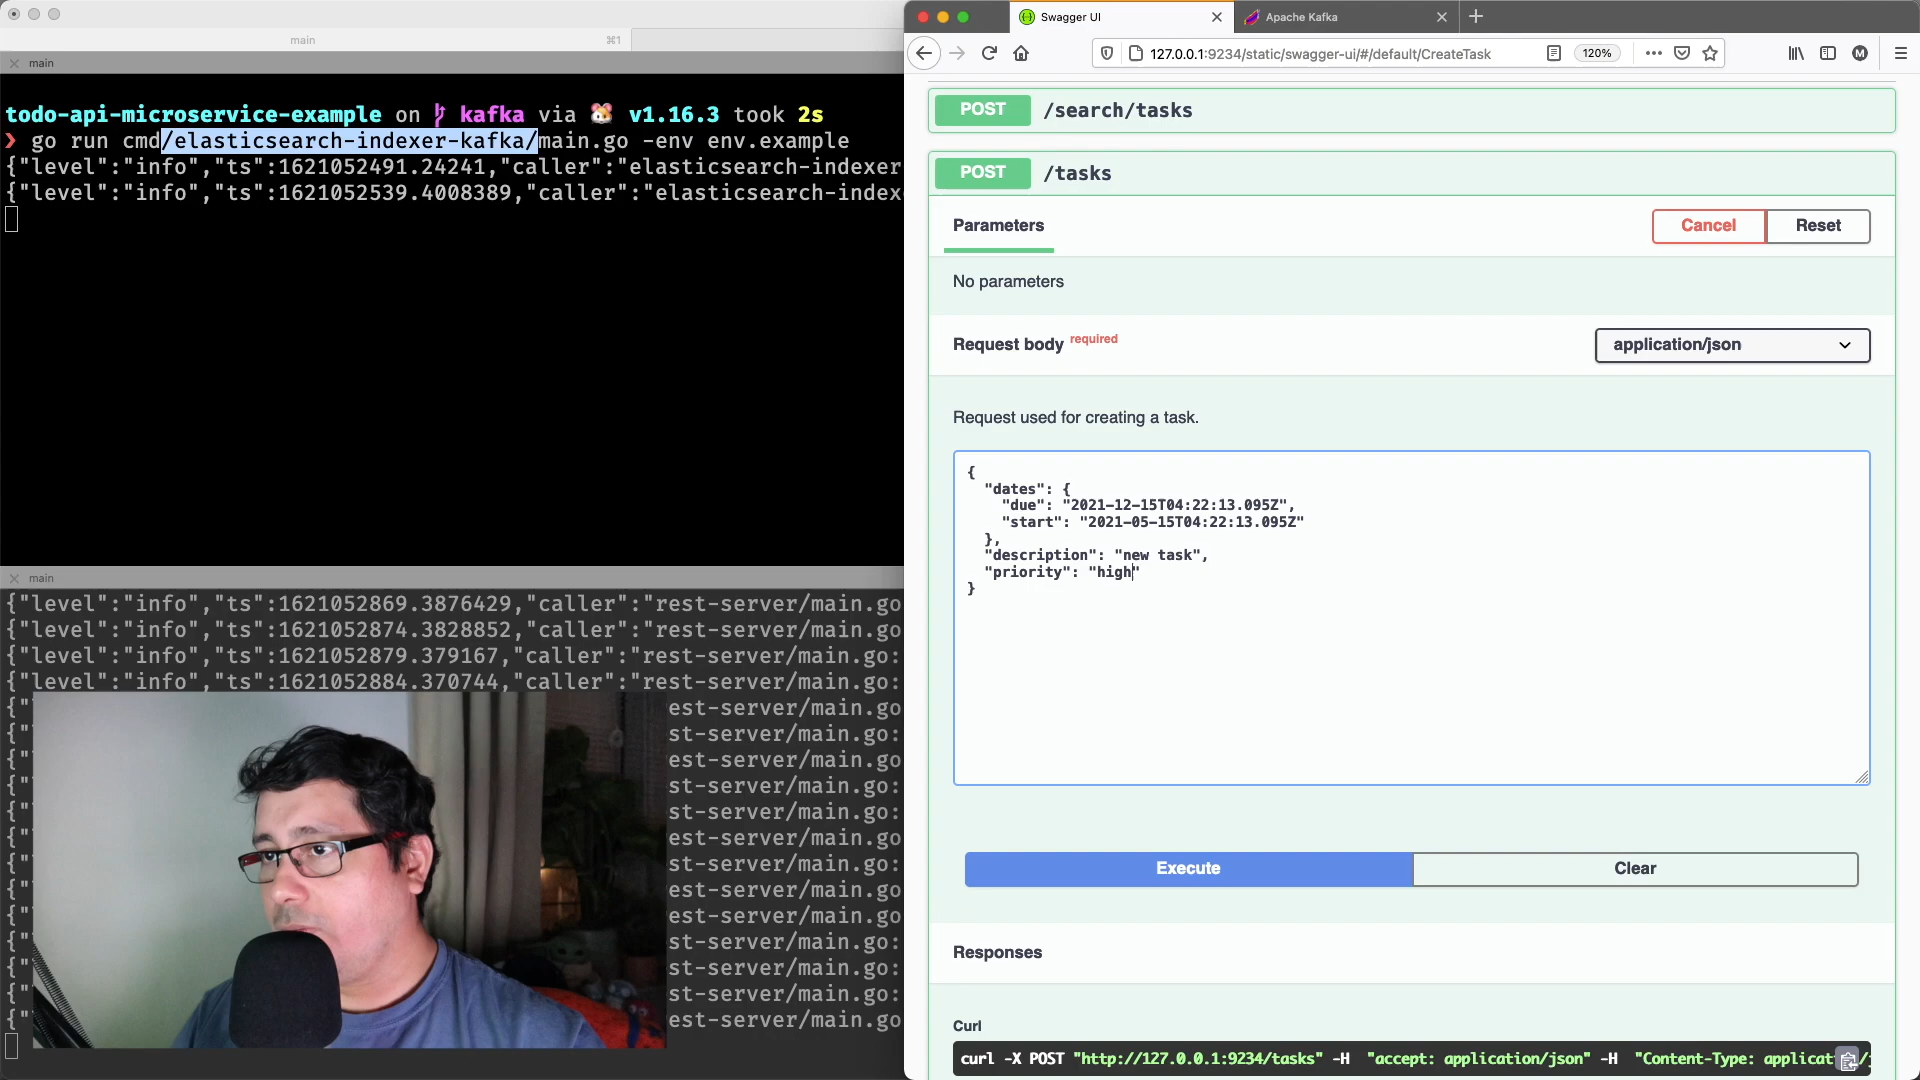 main
⌘1
main
todo-api-microservice-example on kafka via 🐹 v1.16.3 took 2s
❯ go run cmd/elasticsearch-indexer-kafka/main.go -env env.example
{"level":"info","ts":1621052491.24241,"caller":"elasticsearch-indexer
{"level":"info","ts":1621052539.4008389,"caller":"elasticsearch-index
main
{"level":"info","ts":1621052869.3876429,"caller":"rest-server/main.go
{"level":"info","ts":1621052874.3828852,"caller":"rest-server/main.go
{"level":"info","ts":1621052879.379167,"caller":"rest-server/main.go:
{"level":"info","ts":1621052884.370744,"caller":"rest-server/main.go:
{" est-server/main.go
{" st-server/main.go:
{" est-server/main.go
{" st-server/main.go:
{" st-server/main.go:
{" est-server/main.go
{" st-server/main.go:
{" est-server/main.go
{" est-server/main.go
{" st-server/main.go:
{" st-server/main.go:
{" st-server/main.go:
{" est-server/main.go
Swagger UI
Apache Kafka
127.0.0.1:9234/static/swagger-ui/#/default/CreateTask
120%
M
POST /search/tasks
POST /tasks
Parameters
Cancel
Reset
No parameters
Request body required
application/json
Request used for creating a task.
{
"dates": {
"due": "2021-12-15T04:22:13.095Z",
"start": "2021-05-15T04:22:13.095Z"
},
"description": "new task",
"priority": "high"
}
Execute
Clear
Responses
Curl
curl -X POST "http://127.0.0.1:9234/tasks" -H "accept: application/json" -H "Content-Type: applicat /j